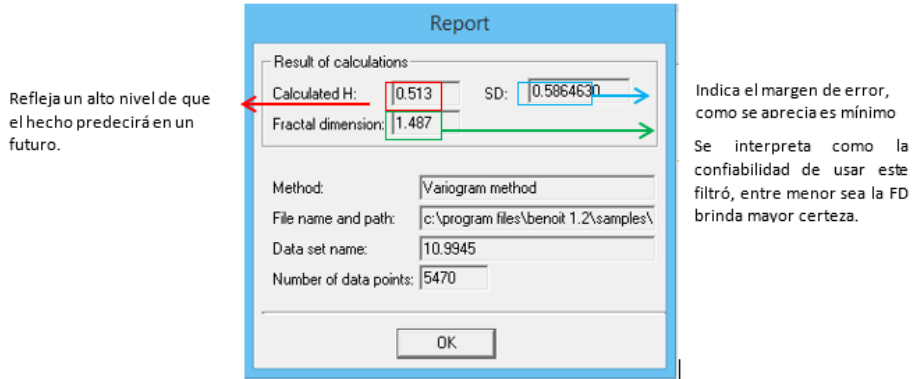 Report
Result of calculations
Calculated H: 0.513 SD: 0.5864630
Fractal dimension: 1.487
Method: Variogram method
File name and path: c:\program files\benoit 1.2\samples\
Data set name: 10.9945
Number of data points: 5470
OK
Refleja un alto nivel de que
el hecho predecirá en un
futuro.
Indica el margen de error,
como se aprecia es mínimo
Se interpreta como la
confiabilidad de usar este
filtró, entre menor sea la FD
brinda mayor certeza.